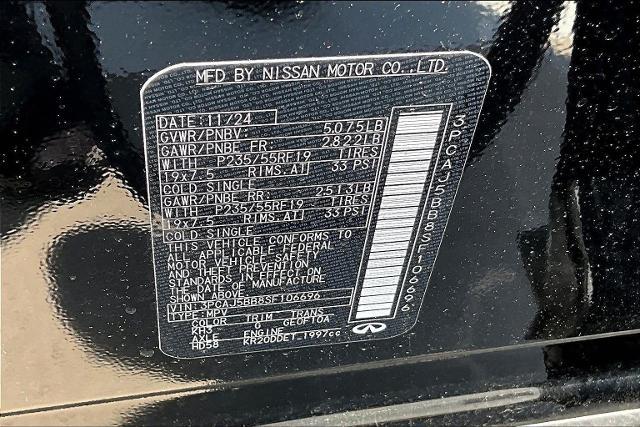 MFD BY NISSAN MOTOR CO., LTD.
DATE: 11/24
GVWR/PNBV: 5075LB
GAWR/PNBE FR: 2822LB
WITH P235/55RF19 TIRES
19x7.5 RIMS.AT 33 PSI
COLD SINGLE
GAWR/PNBE RR: 2513LB
WITH P235/55RF19 TIRES
19x7.5 RIMS.AT 33 PSI
COLD SINGLE
THIS VEHICLE CONFORMS TO
ALL APPLICABLE FEDERAL
MOTOR VEHICLE SAFETY
AND THEFT PREVENTION
STANDARDS IN EFFECT ON
THE DATE OF MANUFACTURE
SHOWN ABOVE
VIN: 3PCAJ5BB8SF106696
TYPE: MPV
COLOR TRIM TRANS
KH3 G
AXLE ENGINE
HD58 KR20DDET 1997cc
3PCAJ5BB8SF106696